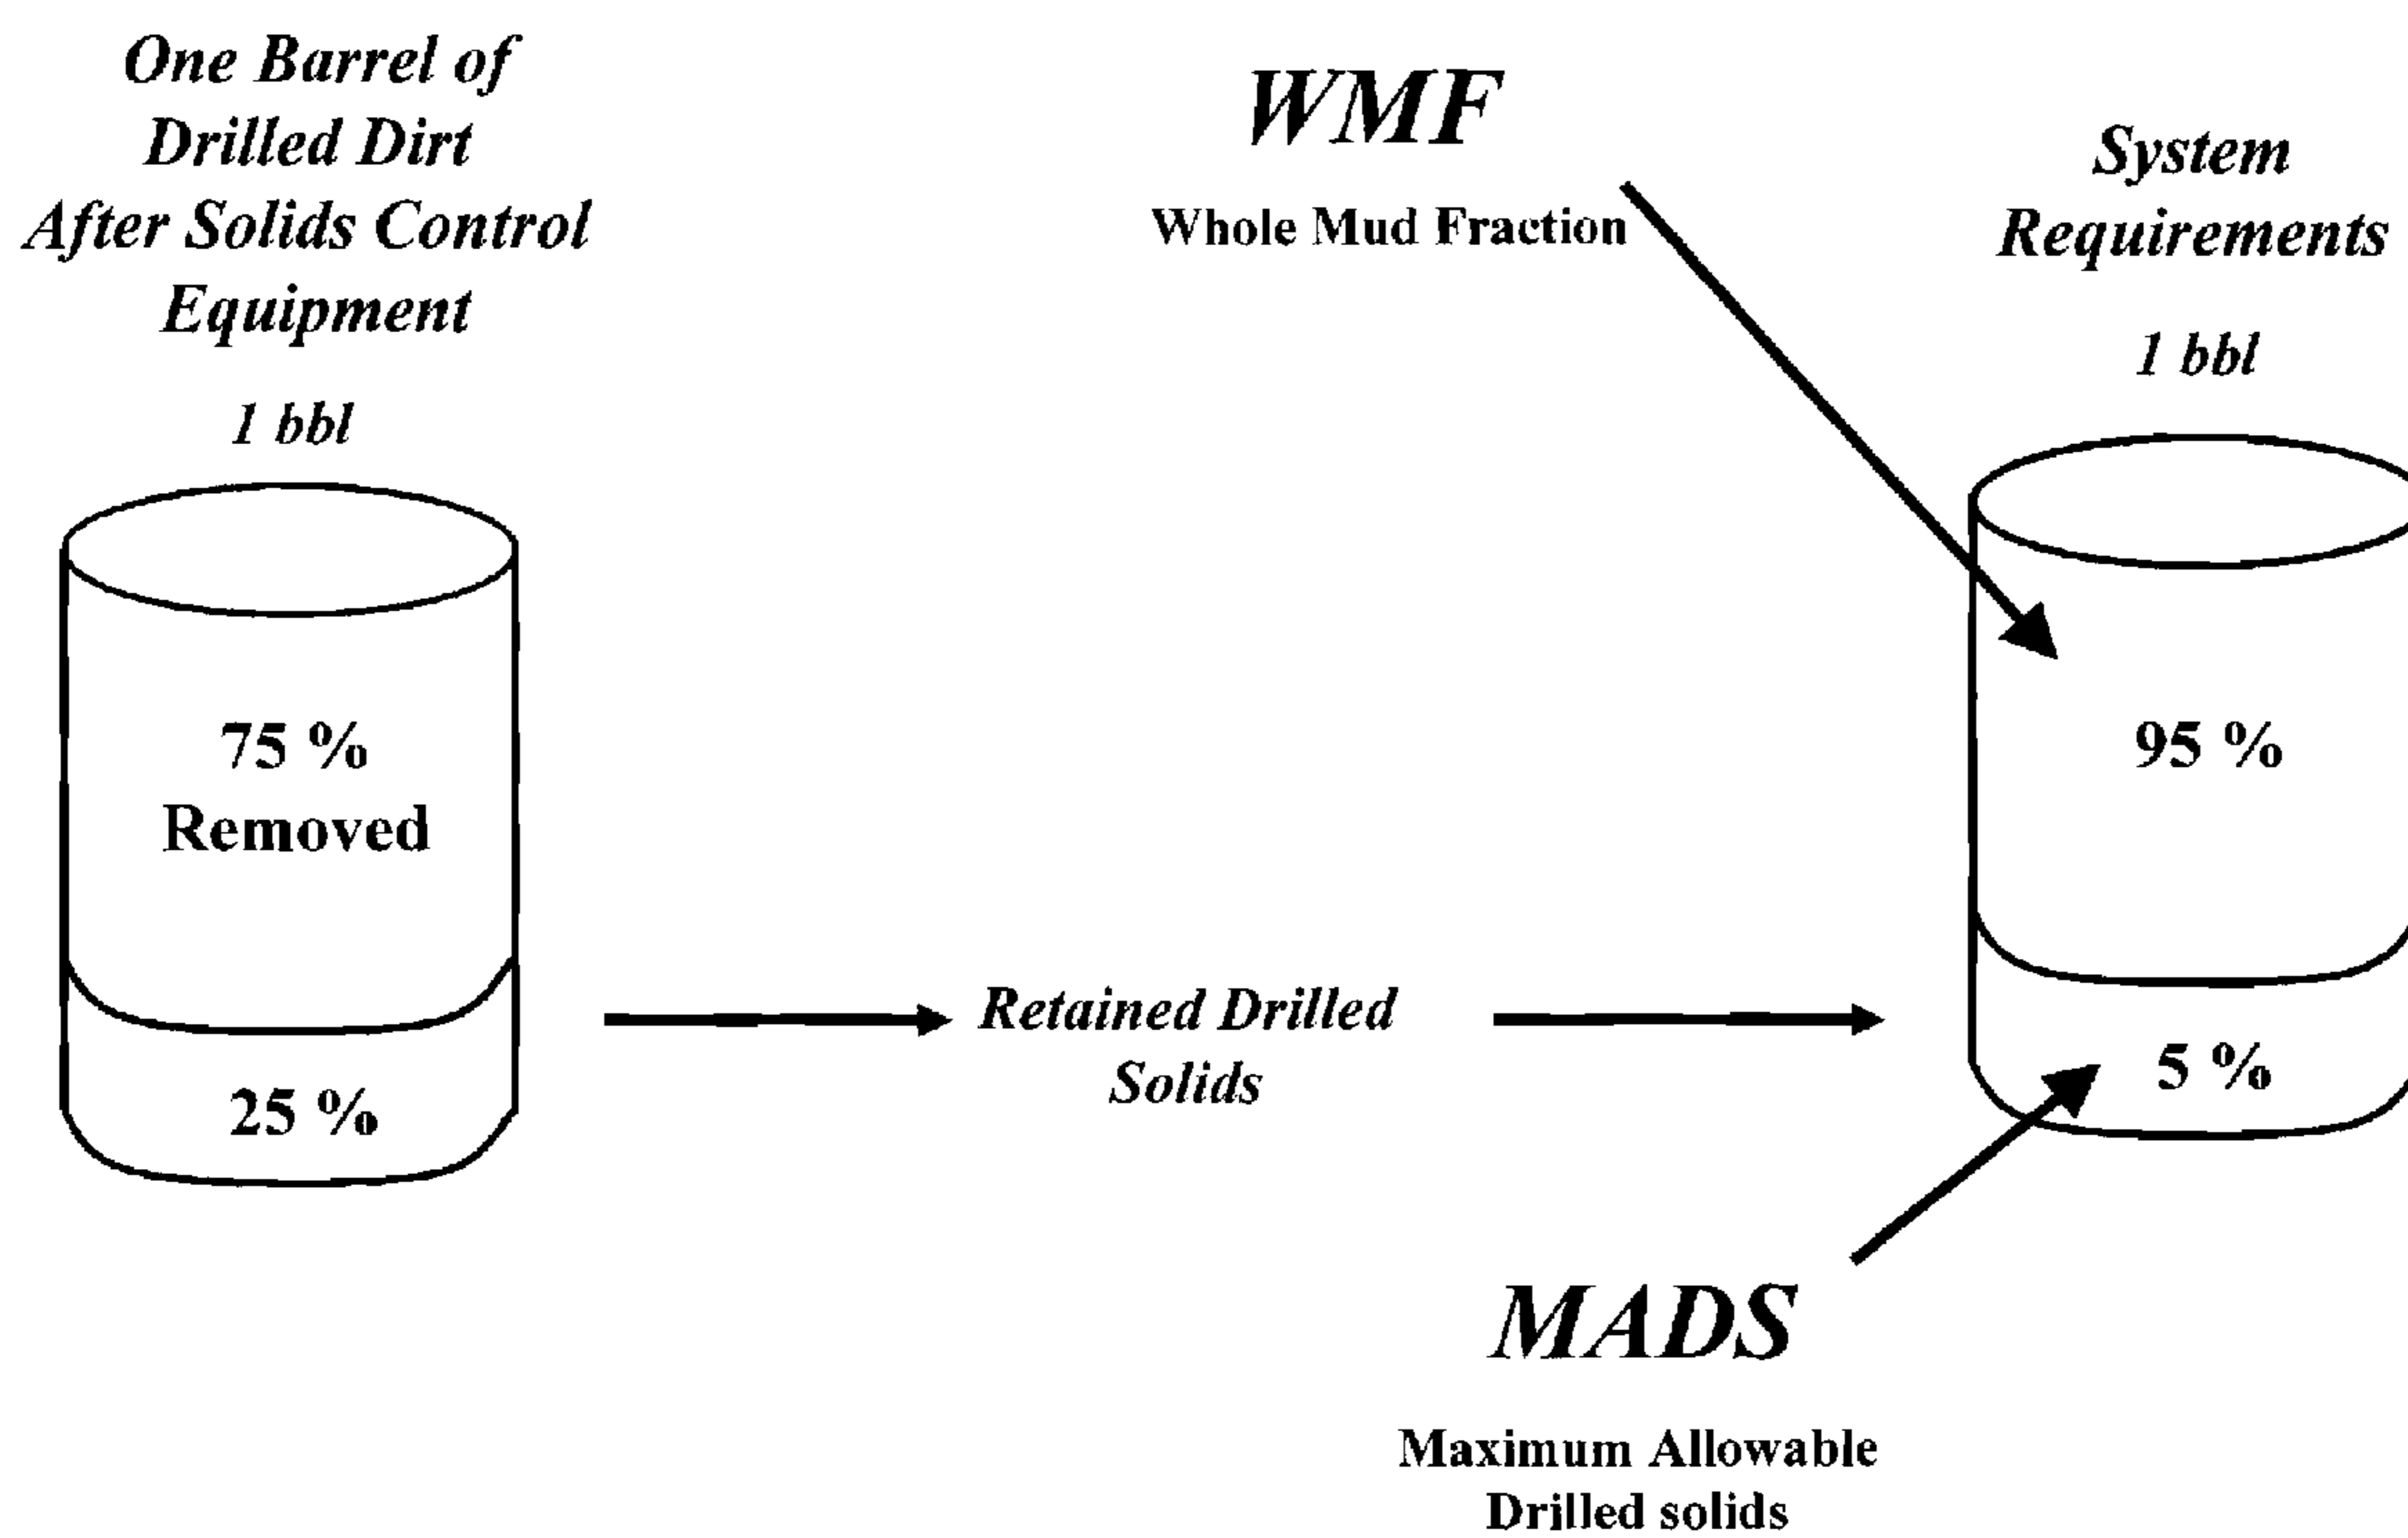 One Barrel of
Drilled Dirt
After Solids Control
Equipment
1 bbl
75 %
Removed
25 %
Retained Drilled
Solids
WMF
Whole Mud Fraction
System
Requirements
1 bbl
95 %
5 %
MADS
Maximum Allowable
Drilled solids